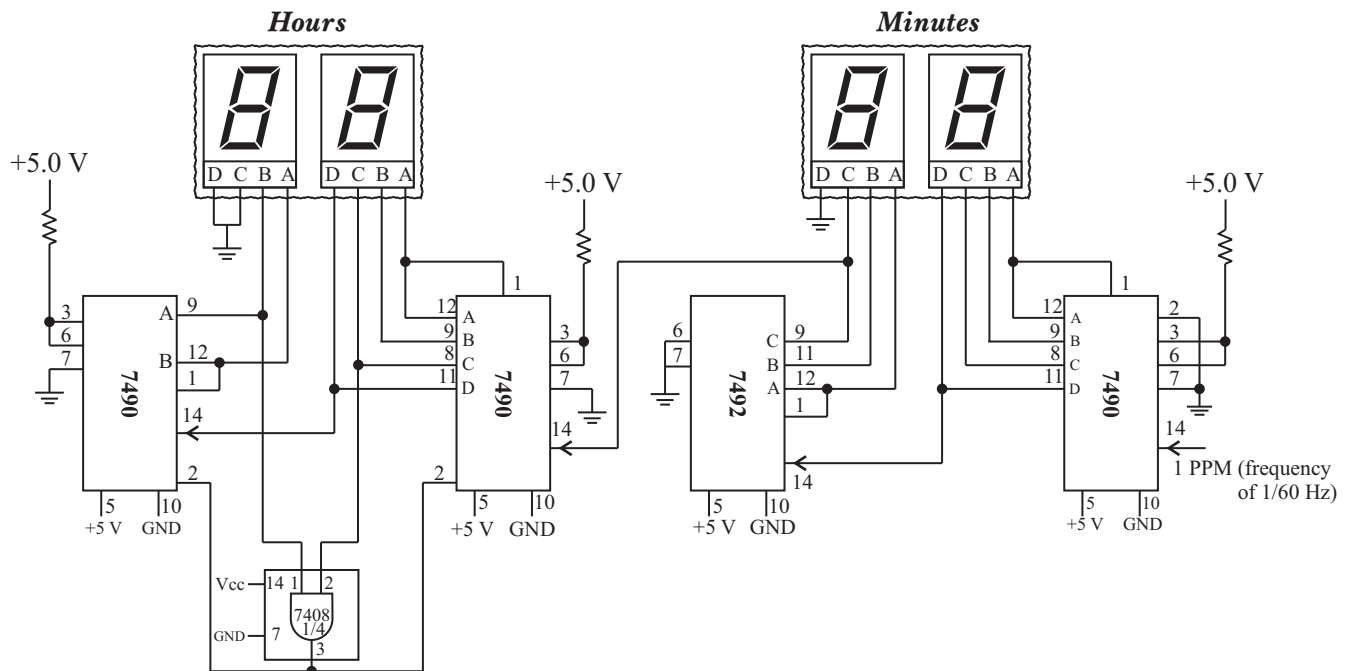 Hours
Minutes
D C B A
D C B A
D C B A
D C B A
+5.0 V
+5.0 V
+5.0 V
3
6
7
7490
A 9
B 12
1
14
2
5
+5 V
10
GND
1
12 A
9 B
8 C
11 D
7490
3
6
7
14
2
5
+5 V
10
GND
6
7
7492
C 9
B 11
A 12
1
14
5
+5 V
10
GND
1
12 A
9 B
8 C
11 D
7490
2
3
6
7
14
1 PPM (frequency
of 1/60 Hz)
5
+5 V
10
GND
Vcc 14 1 2
7408
1/4
GND 7
3